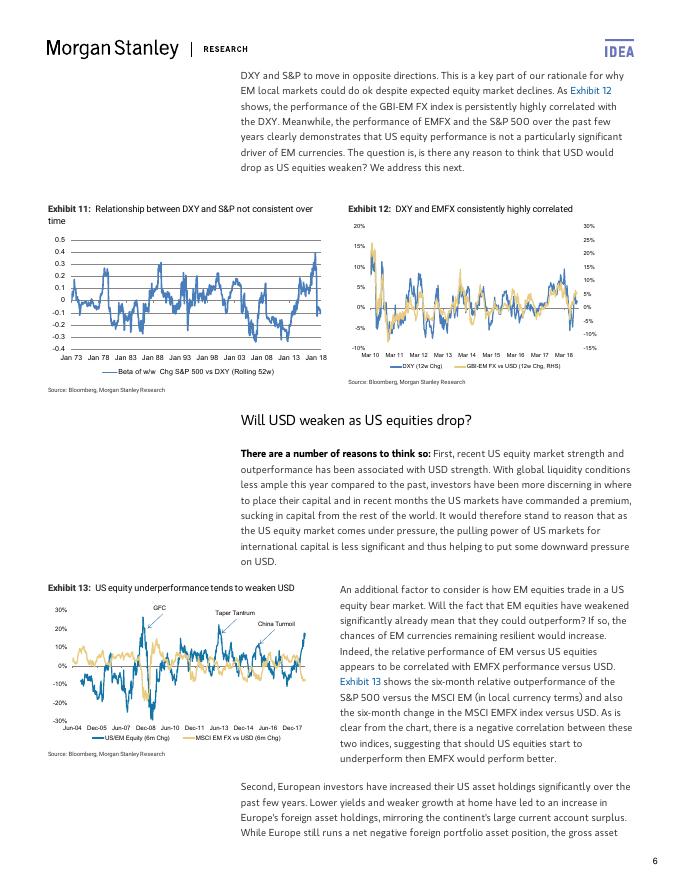 Morgan Stanley | RESEARCH
IDEA
DXY and S&P to move in opposite directions. This is a key part of our rationale for why
EM local markets could do ok despite expected equity market declines. As Exhibit 12
shows, the performance of the GBI-EM FX index is persistently highly correlated with
the DXY. Meanwhile, the performance of EMFX and the S&P 500 over the past few
years clearly demonstrates that US equity performance is not a particularly significant
driver of EM currencies. The question is, is there any reason to think that USD would
drop as US equities weaken? We address this next.
Exhibit 11: Relationship between DXY and S&P not consistent over
time
0.5
0.4
0.3
0.2
0.1
0
-0.1
-0.2
-0.3
-0.4
Jan 73 Jan 78 Jan 83 Jan 88 Jan 93 Jan 98 Jan 03 Jan 08 Jan 13 Jan 18
Beta of w/w Chg S&P 500 vs DXY (Rolling 52w)
Source: Bloomberg, Morgan Stanley Research
Exhibit 12: DXY and EMFX consistently highly correlated
20%
15%
10%
5%
0%
-5%
-10%
30%
25%
20%
15%
10%
5%
0%
-5%
-10%
-15%
Mar 10 Mar 11 Mar 12 Mar 13 Mar 14 Mar 15 Mar 16 Mar 17 Mar 18
DXY (12w Chg) GBI-EM FX vs USD (12w Chg, RHS)
Source: Bloomberg, Morgan Stanley Research
Will USD weaken as US equities drop?
There are a number of reasons to think so: First, recent US equity market strength and
outperformance has been associated with USD strength. With global liquidity conditions
less ample this year compared to the past, investors have been more discerning in where
to place their capital and in recent months the US markets have commanded a premium,
sucking in capital from the rest of the world. It would therefore stand to reason that as
the US equity market comes under pressure, the pulling power of US markets for
international capital is less significant and thus helping to put some downward pressure
on USD.
Exhibit 13: US equity underperformance tends to weaken USD
30%
20%
10%
0%
-10%
-20%
-30%
GFC
Taper Tantrum
China Turmoil
Jun-04 Dec-05 Jun-07 Dec-08 Jun-10 Dec-11 Jun-13 Dec-14 Jun-16 Dec-17
US/EM Equity (6m Chg) MSCI EM FX vs USD (6m Chg)
Source: Bloomberg, Morgan Stanley Research
An additional factor to consider is how EM equities trade in a US
equity bear market. Will the fact that EM equities have weakened
significantly already mean that they could outperform? If so, the
chances of EM currencies remaining resilient would increase.
Indeed, the relative performance of EM versus US equities
appears to be correlated with EMFX performance versus USD.
Exhibit 13 shows the six-month relative outperformance of the
S&P 500 versus the MSCI EM (in local currency terms) and also
the six-month change in the MSCI EMFX index versus USD. As is
clear from the chart, there is a negative correlation between these
two indices, suggesting that should US equities start to
underperform then EMFX would perform better.
Second, European investors have increased their US asset holdings significantly over the
past few years. Lower yields and weaker growth at home have led to an increase in
Europe's foreign asset holdings, mirroring the continent's large current account surplus.
While Europe still runs a net negative foreign portfolio asset position, the gross asset
6